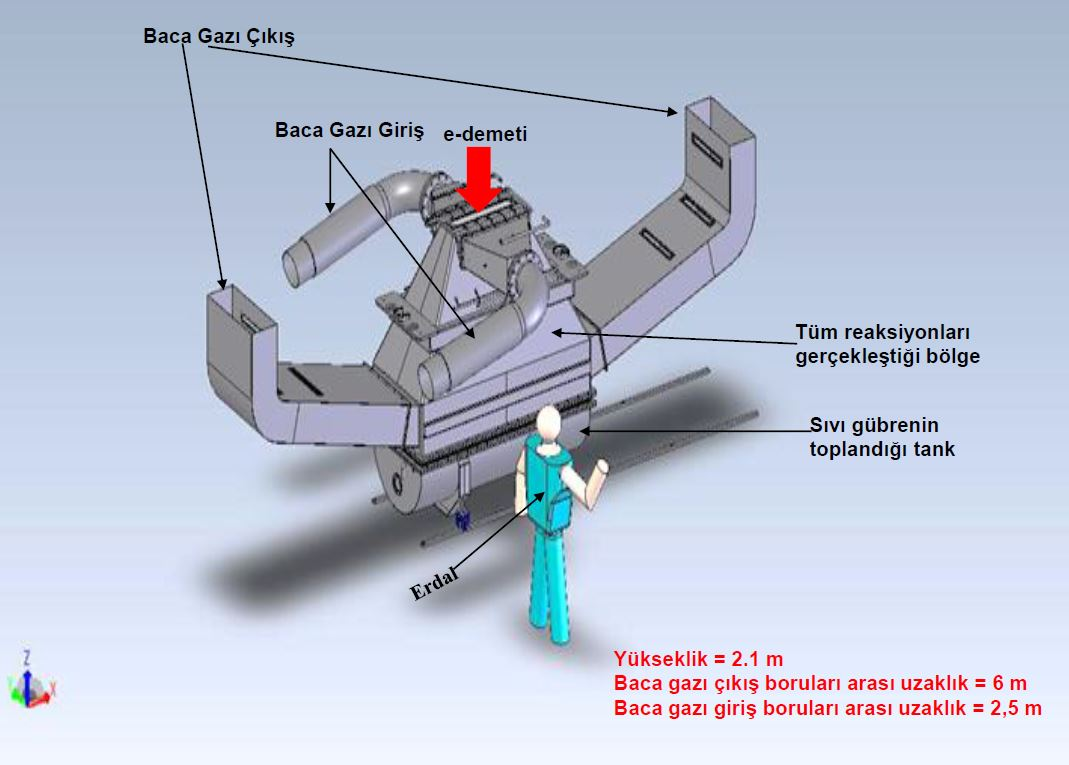 Baca Gazı Çıkış
Baca Gazı Giriş
e-demeti
Tüm reaksiyonları
gerçekleştiği bölge
Sıvı gübrenin
toplandığı tank
Erdal
Yükseklik = 2.1 m
Baca gazı çıkış boruları arası uzaklık = 6 m
Baca gazı giriş boruları arası uzaklık = 2,5 m
Z
Y
X